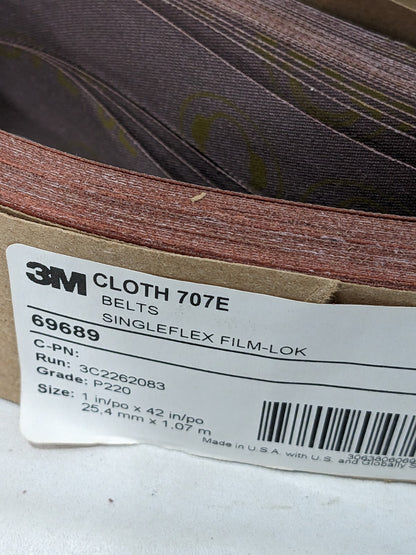 3M CLOTH 707E
BELTS
SINGLEFLEX FILM-LOK
69689
C-PN:
Run: 3C2262083
Grade: P220
Size: 1 in/po x 42 in/po
25,4 mm x 1.07 m
Made in U.S.A. with U.S. and Globally